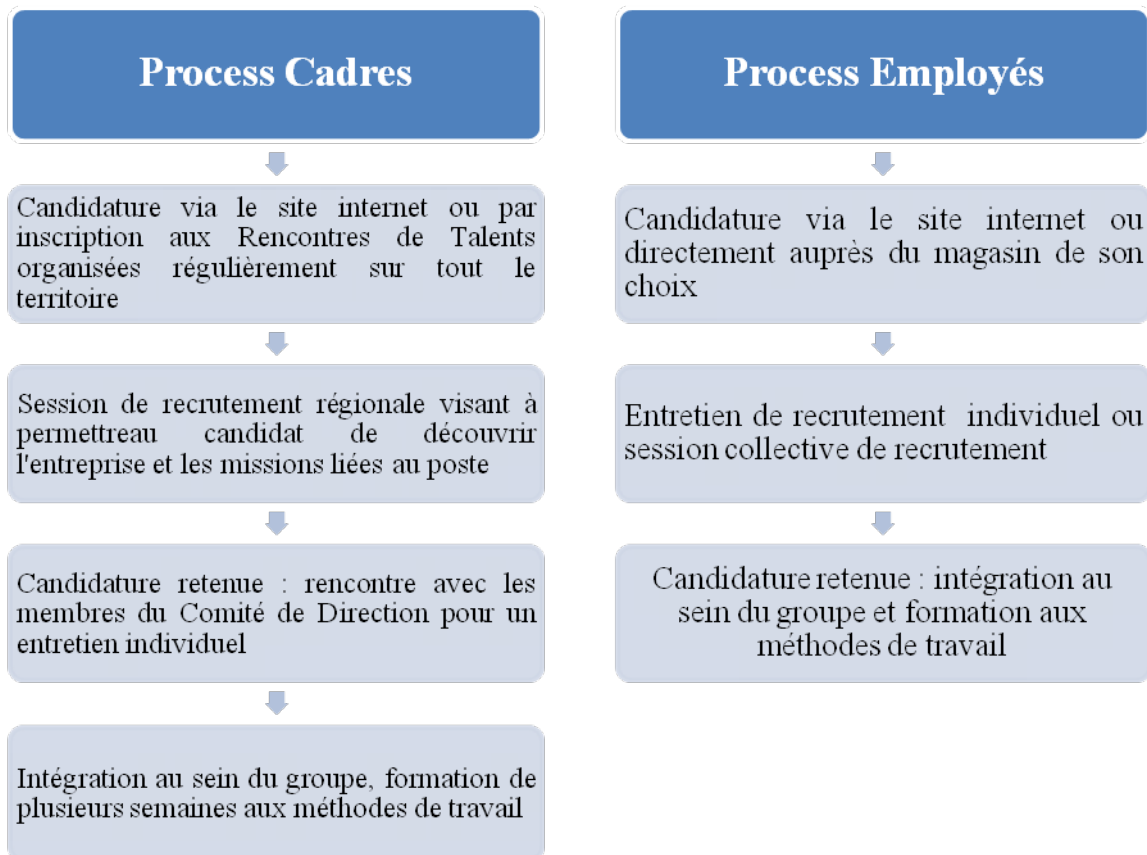 Process Cadres
Candidature via le site internet ou par
inscription aux Rencontres de Talents
organisées régulièrement sur tout le
territoire
Session de recrutement régionale visant à
permettreau candidat de découvrir
l'entreprise et les missions liées au poste
Candidature retenue : rencontre avec les
membres du Comité de Direction pour un
entretien individuel
Intégration au sein du groupe, formation de
plusieurs semaines aux méthodes de travail
Process Employés
Candidature via le site internet ou
directement auprès du magasin de son
choix
Entretien de recrutement individuel ou
session collective de recrutement
Candidature retenue : intégration au
sein du groupe et formation aux
méthodes de travail